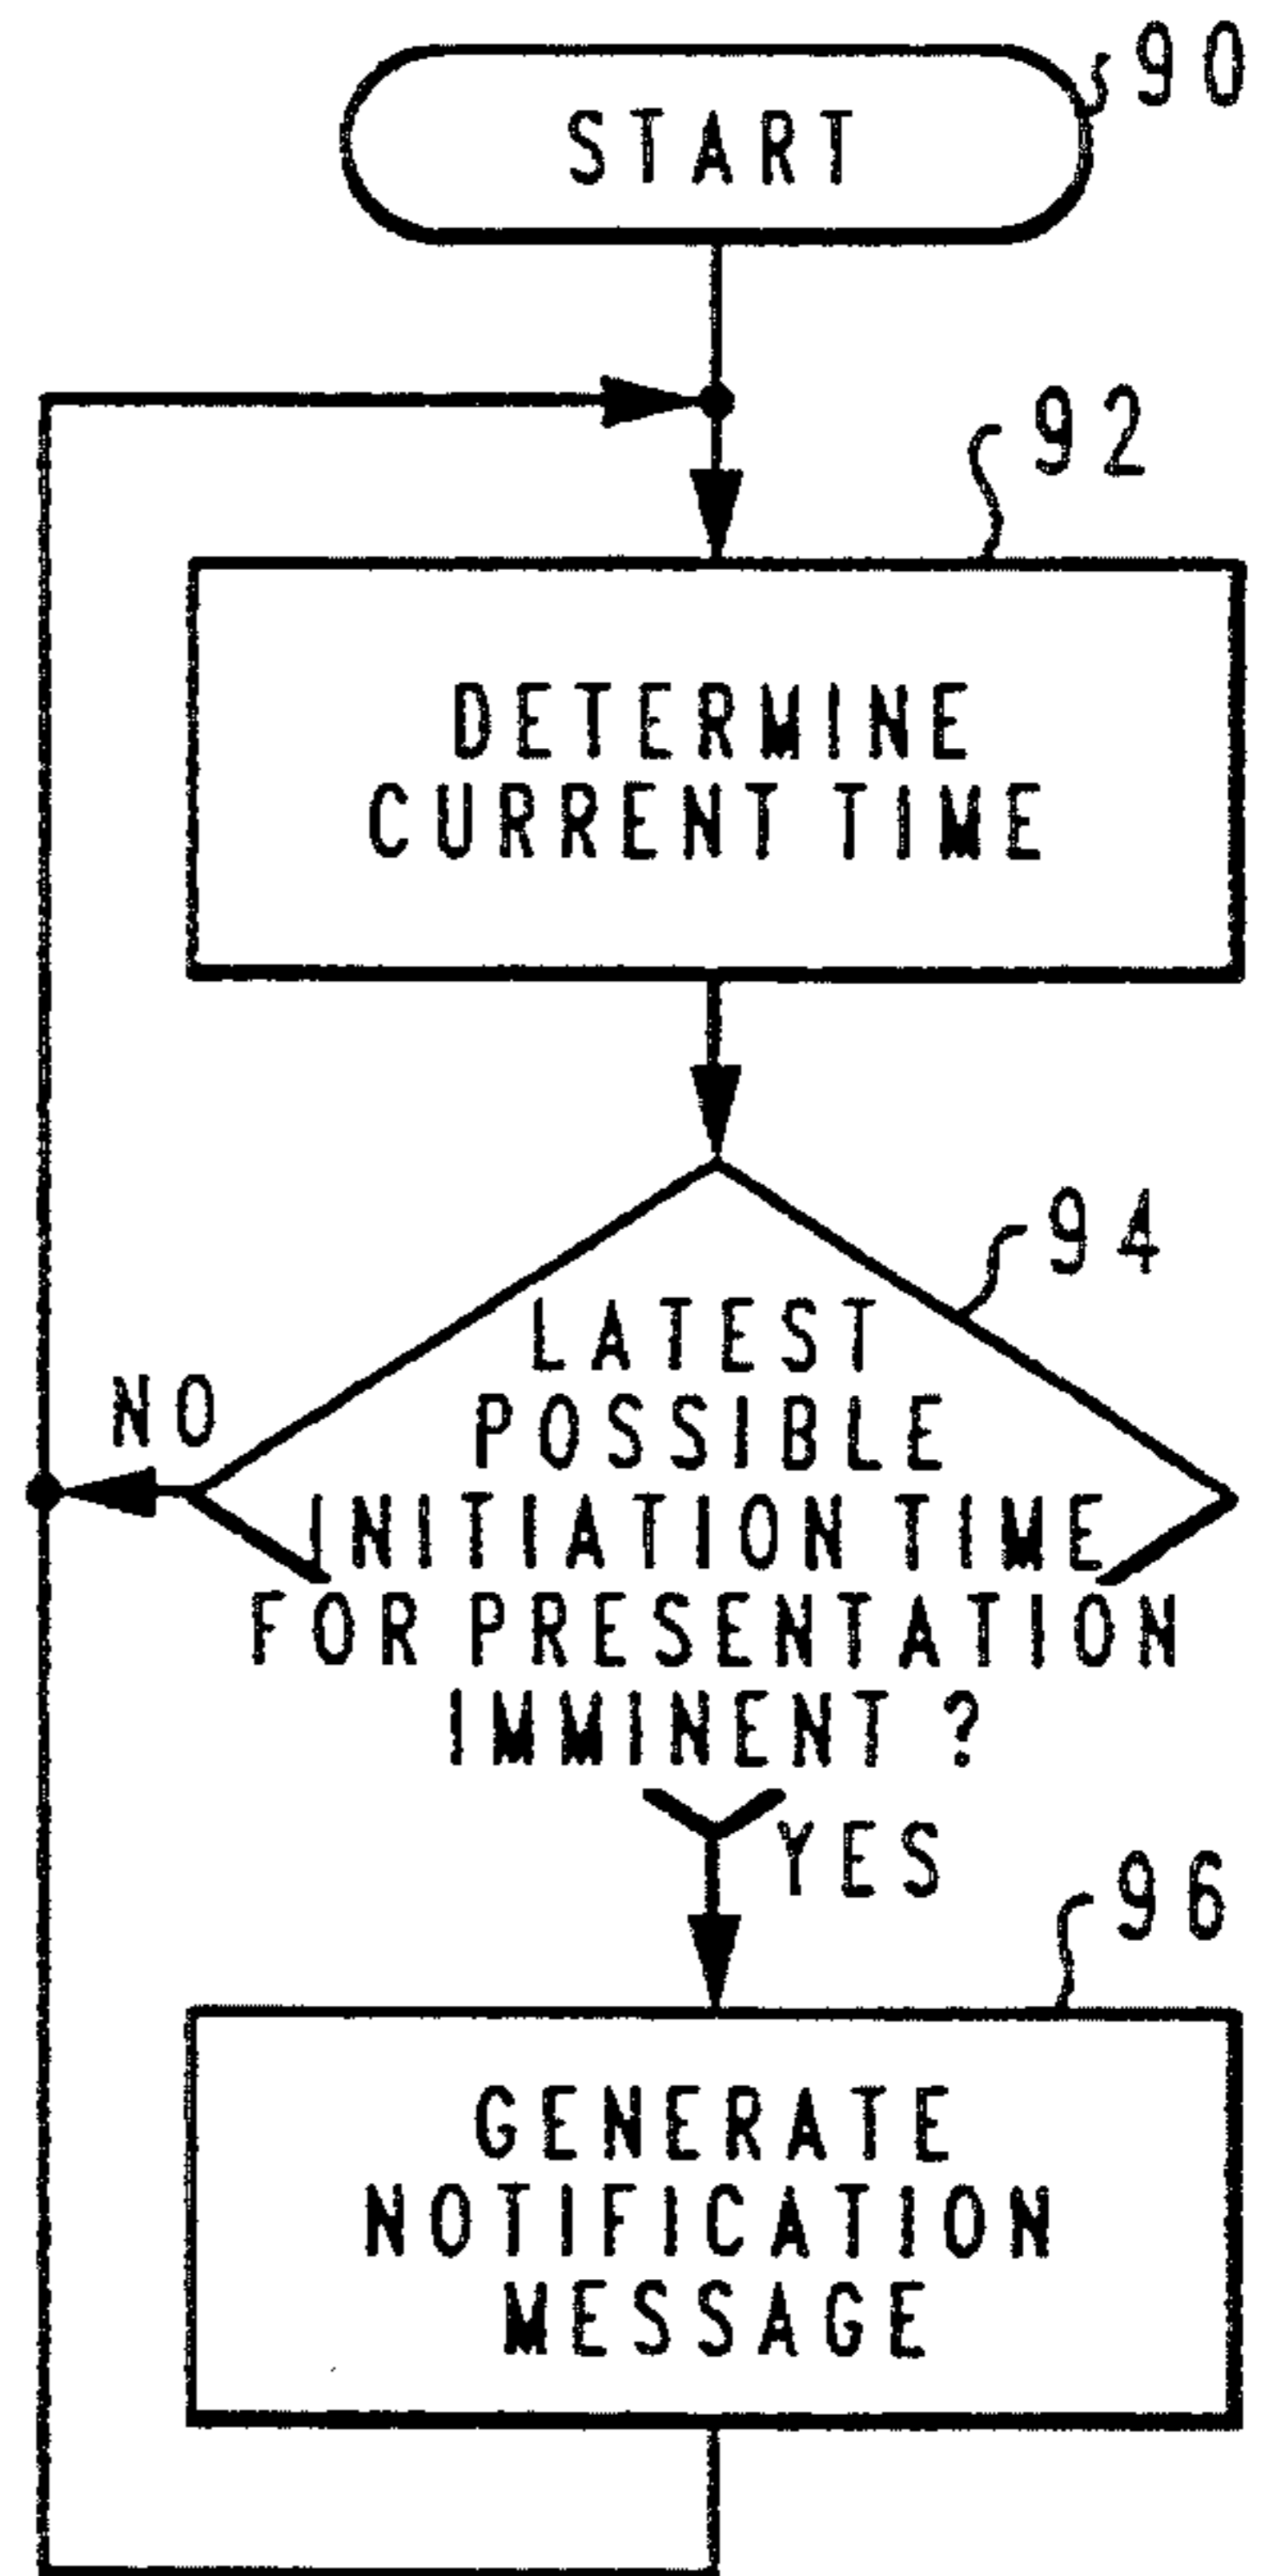 90
START
92
DETERMINE
CURRENT TIME
94
LATEST
POSSIBLE
INITIATION TIME
FOR PRESENTATION
IMMINENT ?
NO
YES
96
GENERATE
NOTIFICATION
MESSAGE